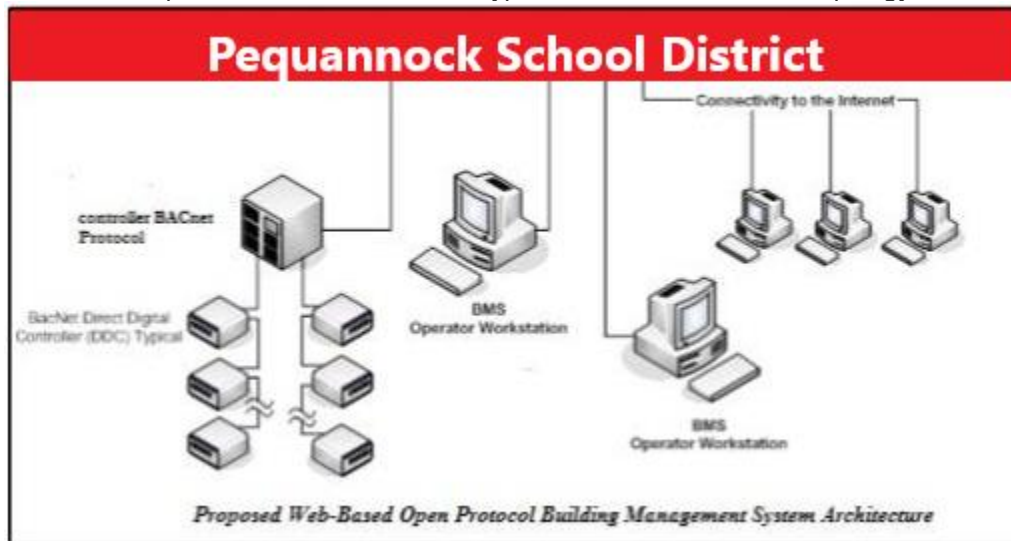 Pequannock School District
Connectivity to the Internet
controller BACnet
Protocol
BacNet Direct Digital
Controller (DDC) Typical
BMS
Operator Workstation
BMS
Operator Workstation
Proposed Web-Based Open Protocol Building Management System Architecture